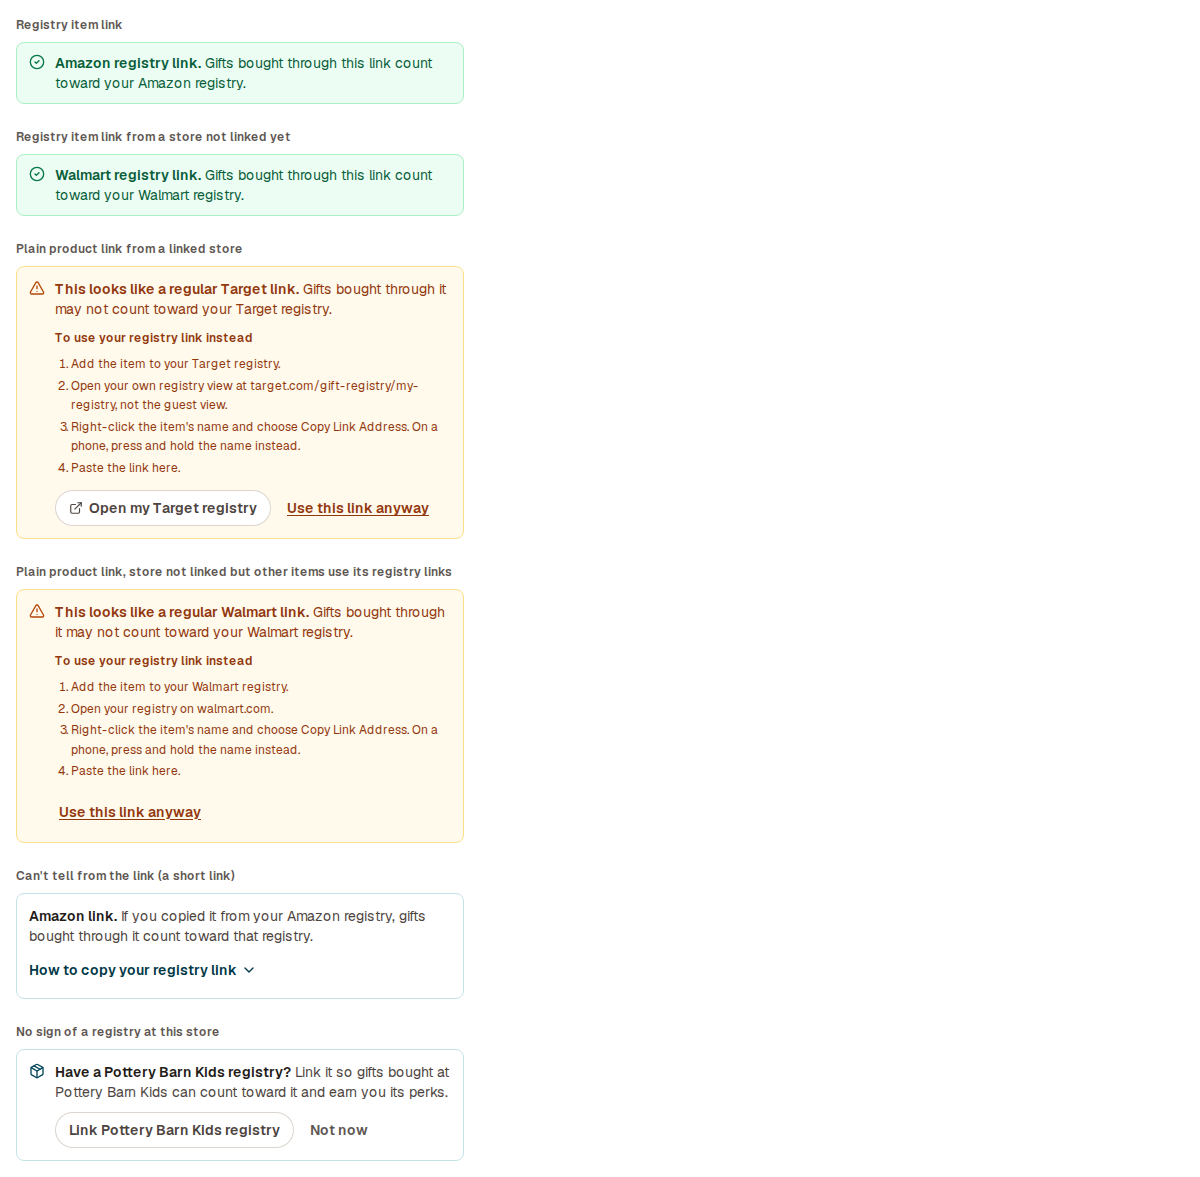 Registry item link
Amazon registry link. Gifts bought through this link count
toward your Amazon registry.
Registry item link from a store not linked yet
Walmart registry link. Gifts bought through this link count
toward your Walmart registry.
Plain product link from a linked store
This looks like a regular Target link. Gifts bought through it
may not count toward your Target registry.
To use your registry link instead
1. Add the item to your Target registry.
2. Open your own registry view at target.com/gift-registry/my-
registry, not the guest view.
3. Right-click the item's name and choose Copy Link Address. On a
phone, press and hold the name instead.
4. Paste the link here.
Open my Target registry Use this link anyway
Plain product link, store not linked but other items use its registry links
This looks like a regular Walmart link. Gifts bought through
it may not count toward your Walmart registry.
To use your registry link instead
1. Add the item to your Walmart registry.
2. Open your registry on walmart.com.
3. Right-click the item's name and choose Copy Link Address. On a
phone, press and hold the name instead.
4. Paste the link here.
Use this link anyway
Can't tell from the link (a short link)
Amazon link. If you copied it from your Amazon registry, gifts
bought through it count toward that registry.
How to copy your registry link
No sign of a registry at this store
Have a Pottery Barn Kids registry? Link it so gifts bought at
Pottery Barn Kids can count toward it and earn you its perks.
Link Pottery Barn Kids registry Not now